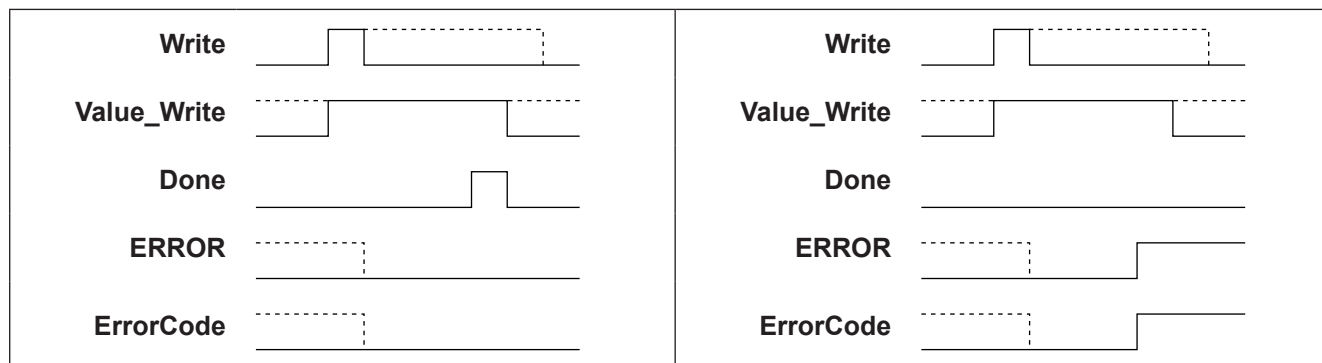 Write
Value_Write
Done
ERROR
ErrorCode
Write
Value_Write
Done
ERROR
ErrorCode